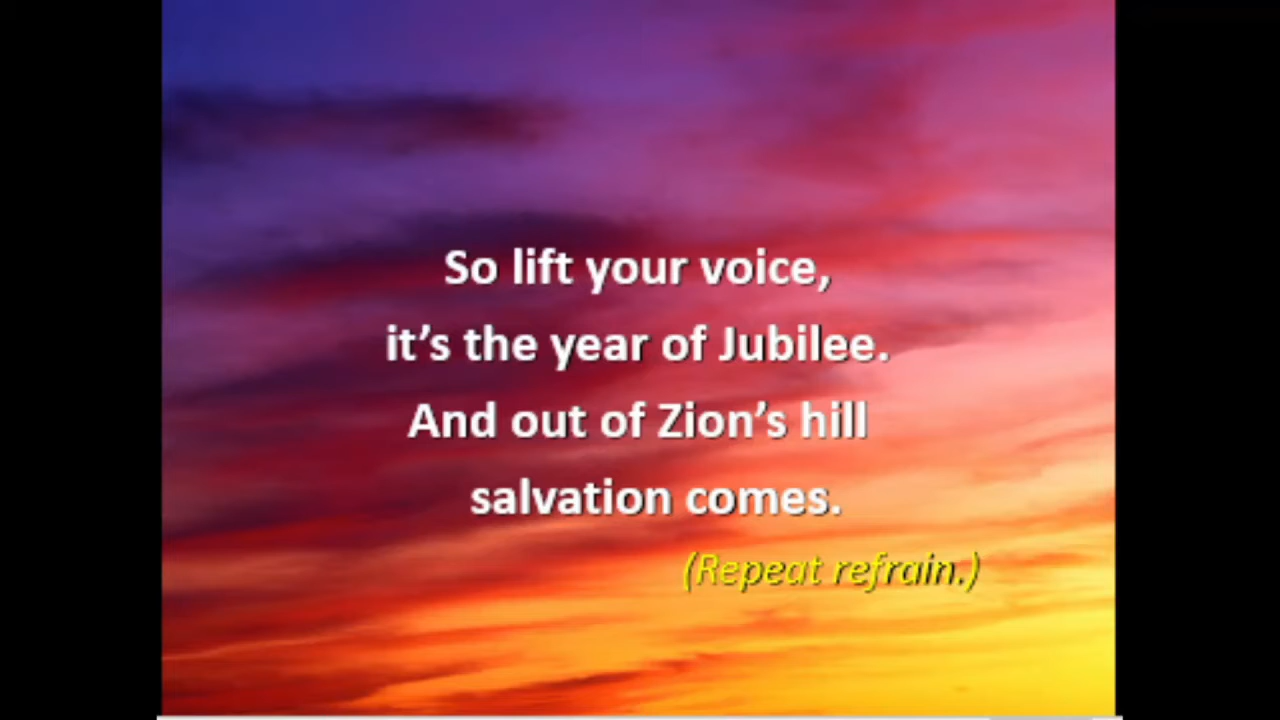 So lift your voice,
it’s the year of Jubilee.
And out of Zion’s hill
salvation comes.
(Repeat refrain.)